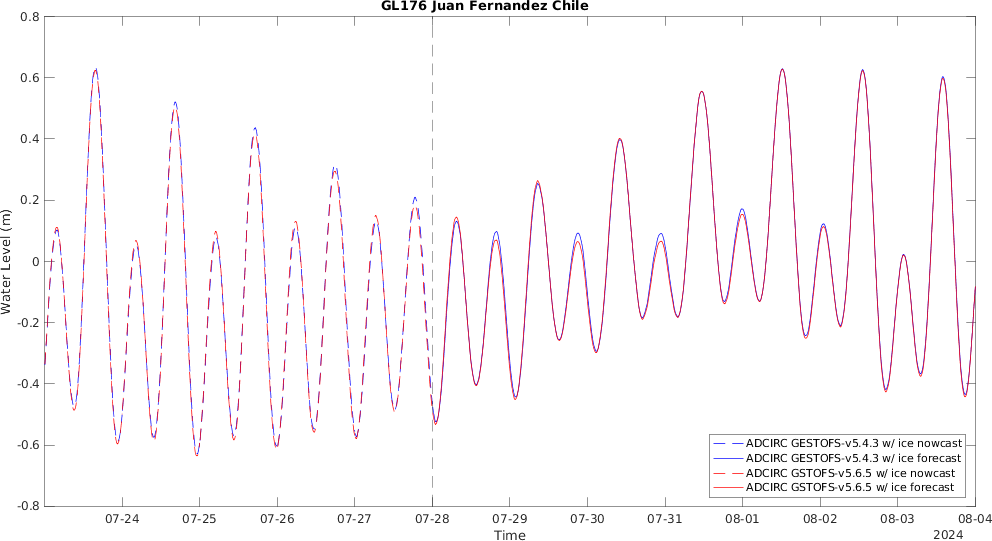 GL176 Juan Fernandez Chile
0.8
0.6
0.4
0.2
0
-0.2
-0.4
-0.6
-0.8
Water Level (m)
07-24 07-25 07-26 07-27 07-28 07-29 07-30 07-31 08-01 08-02 08-03 08-04
Time
2024
ADCIRC GESTOFS-v5.4.3 w/ ice nowcast
ADCIRC GESTOFS-v5.4.3 w/ ice forecast
ADCIRC GSTOFS-v5.6.5 w/ ice nowcast
ADCIRC GSTOFS-v5.6.5 w/ ice forecast